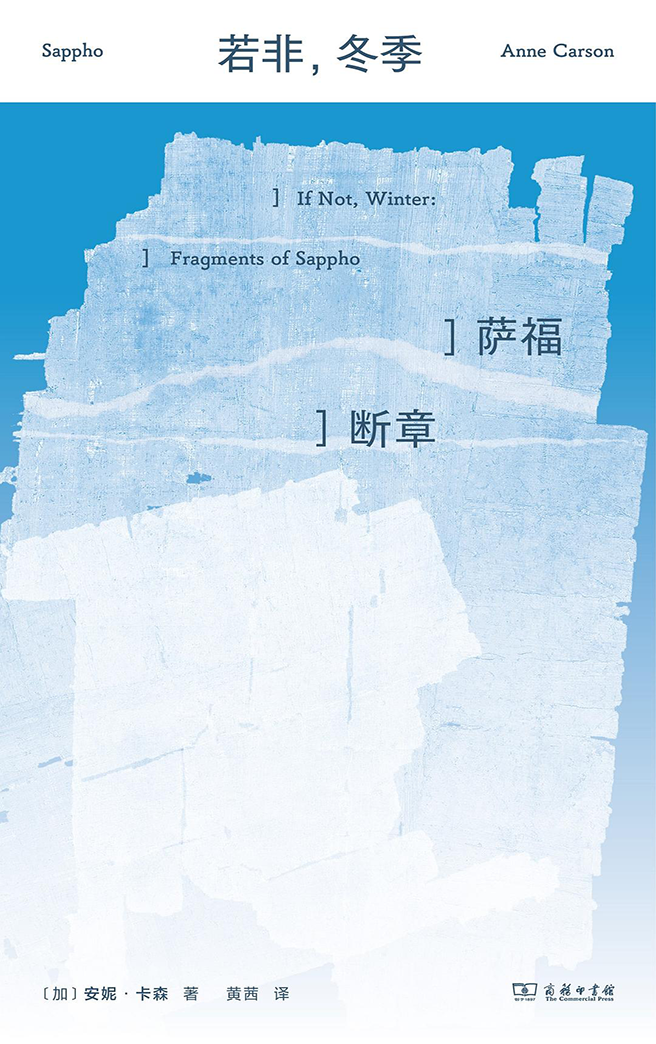 Sappho 若非，冬季 Anne Carson
］ If Not, Winter:
］ Fragments of Sappho
］ 萨福
］ 断章
〔加〕安妮·卡森 著 黄茜 译
商務印書館
The Commercial Press